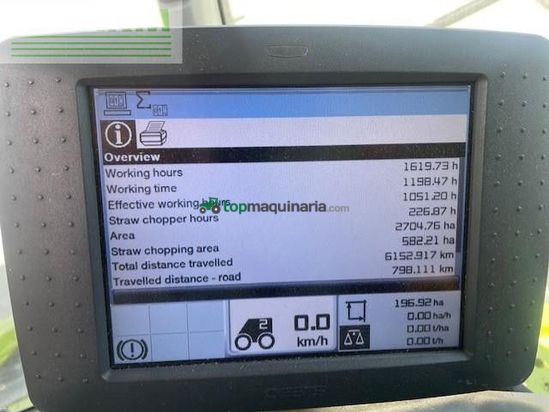 Overview
Working hours 1619.73 h
Working time 1198.47 h
Effective working hours 1051.20 h
Straw chopper hours 226.87 h
Area 2704.76 ha
Straw chopping area 582.21 ha
Total distance travelled 6152.917 km
Travelled distance - road 798.111 km
topmaquinaria.com
2 0.0 km/h
196.92 ha
0.00 ha/h
0.00 t/ha
0.00 t/h